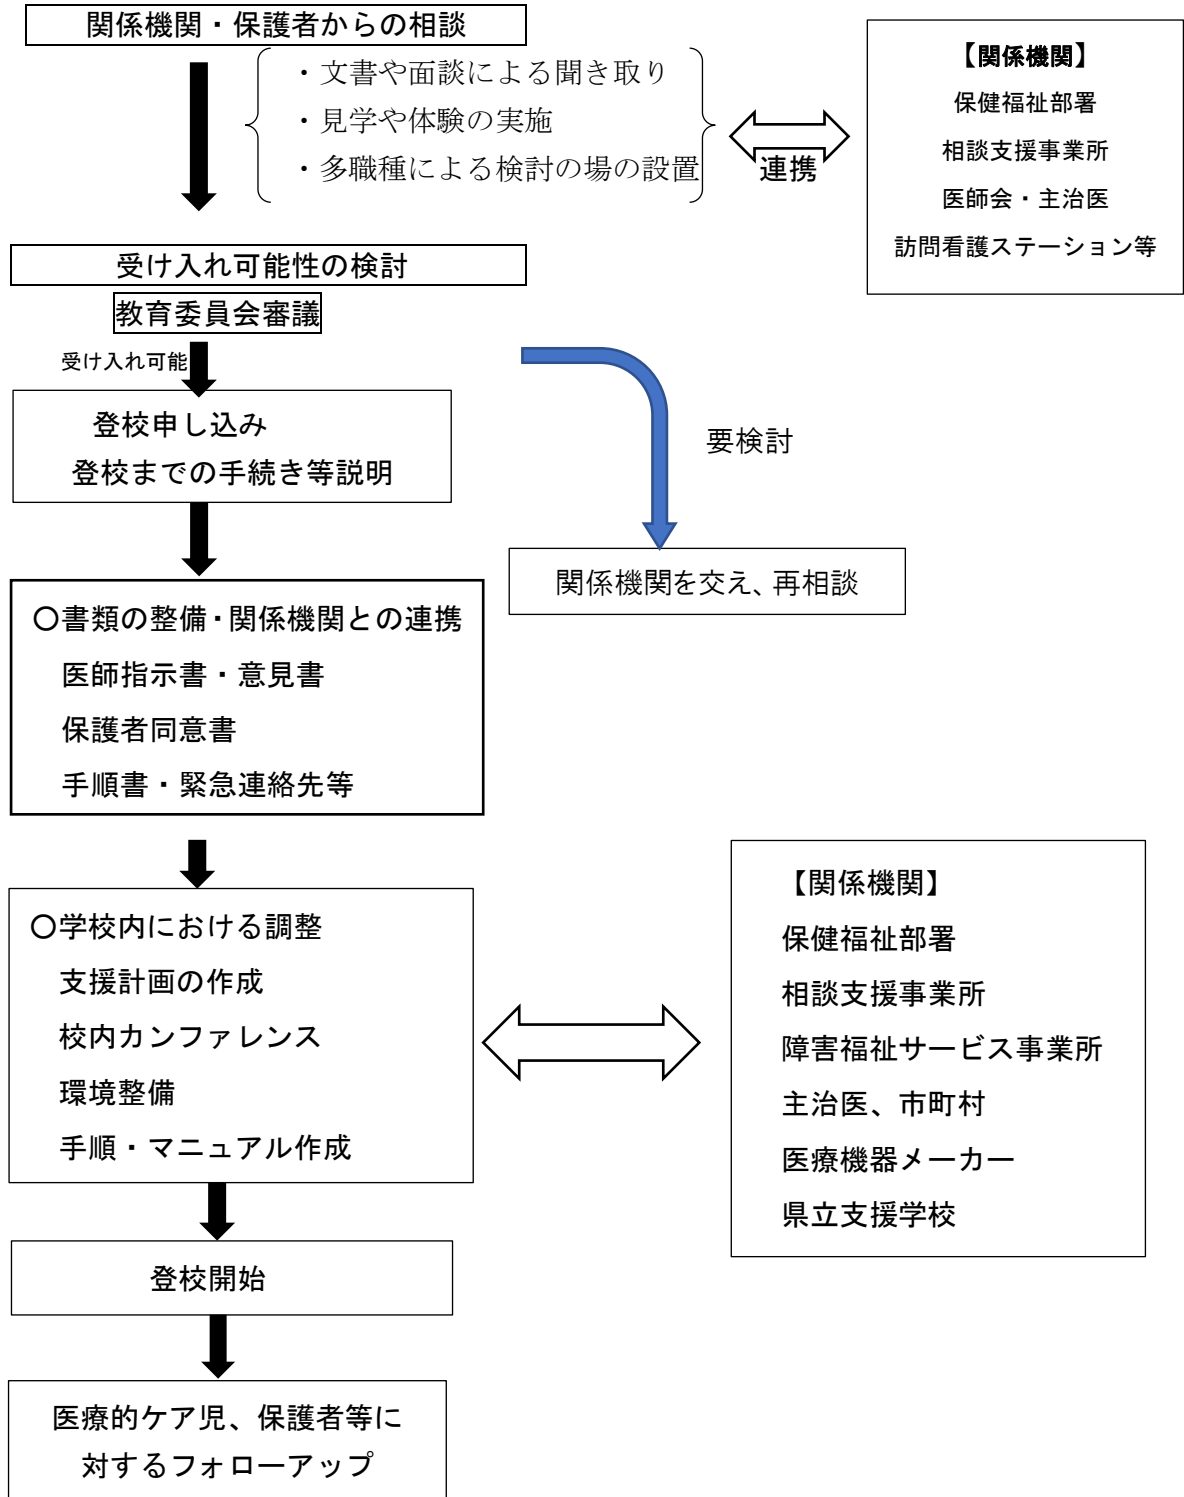 関係機関・保護者からの相談
・文書や面談による聞き取り
・見学や体験の実施
・多職種による検討の場の設置
連携
【関係機関】
保健福祉部署
相談支援事業所
医師会・主治医
訪問看護ステーション等
受け入れ可能性の検討
教育委員会審議
受け入れ可能
要検討
登校申し込み
登校までの手続き等説明
関係機関を交え、再相談
〇書類の整備・関係機関との連携
医師指示書・意見書
保護者同意書
手順書・緊急連絡先等
〇学校内における調整
支援計画の作成
校内カンファレンス
環境整備
手順・マニュアル作成
【関係機関】
保健福祉部署
相談支援事業所
障害福祉サービス事業所
主治医、市町村
医療機器メーカー
県立支援学校
登校開始
医療的ケア児、保護者等に
対するフォローアップ